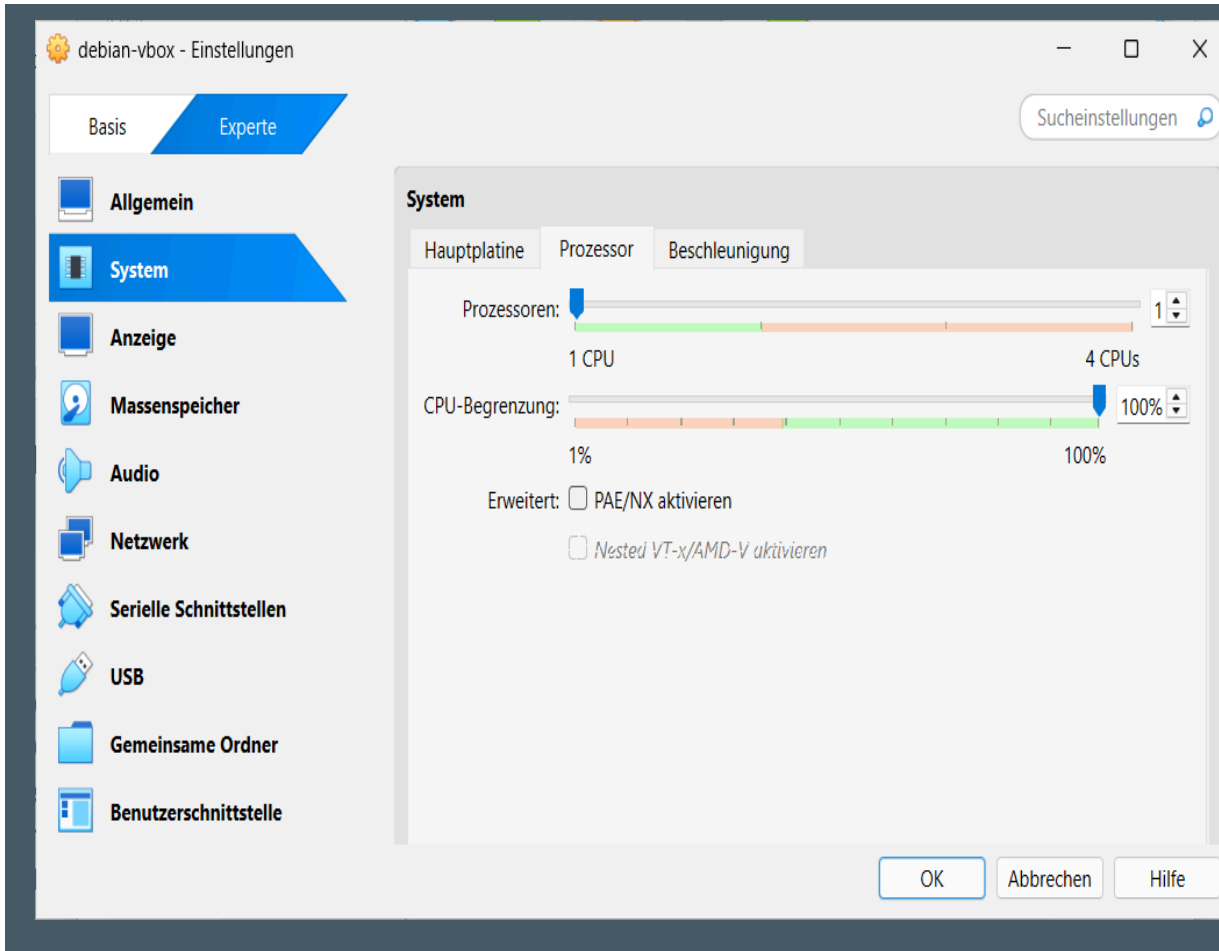 debian-vbox - Einstellungen
Basis
Experte
Sucheinstellungen
Allgemein
System
Anzeige
Massenspeicher
Audio
Netzwerk
Serielle Schnittstellen
USB
Gemeinsame Ordner
Benutzerschnittstelle
System
Hauptplatine
Prozessor
Beschleunigung
Prozessoren:
1
1 CPU
4 CPUs
CPU-Begrenzung:
100%
1%
100%
Erweitert:
PAE/NX aktivieren
Nested VT-x/AMD-V aktivieren
OK
Abbrechen
Hilfe